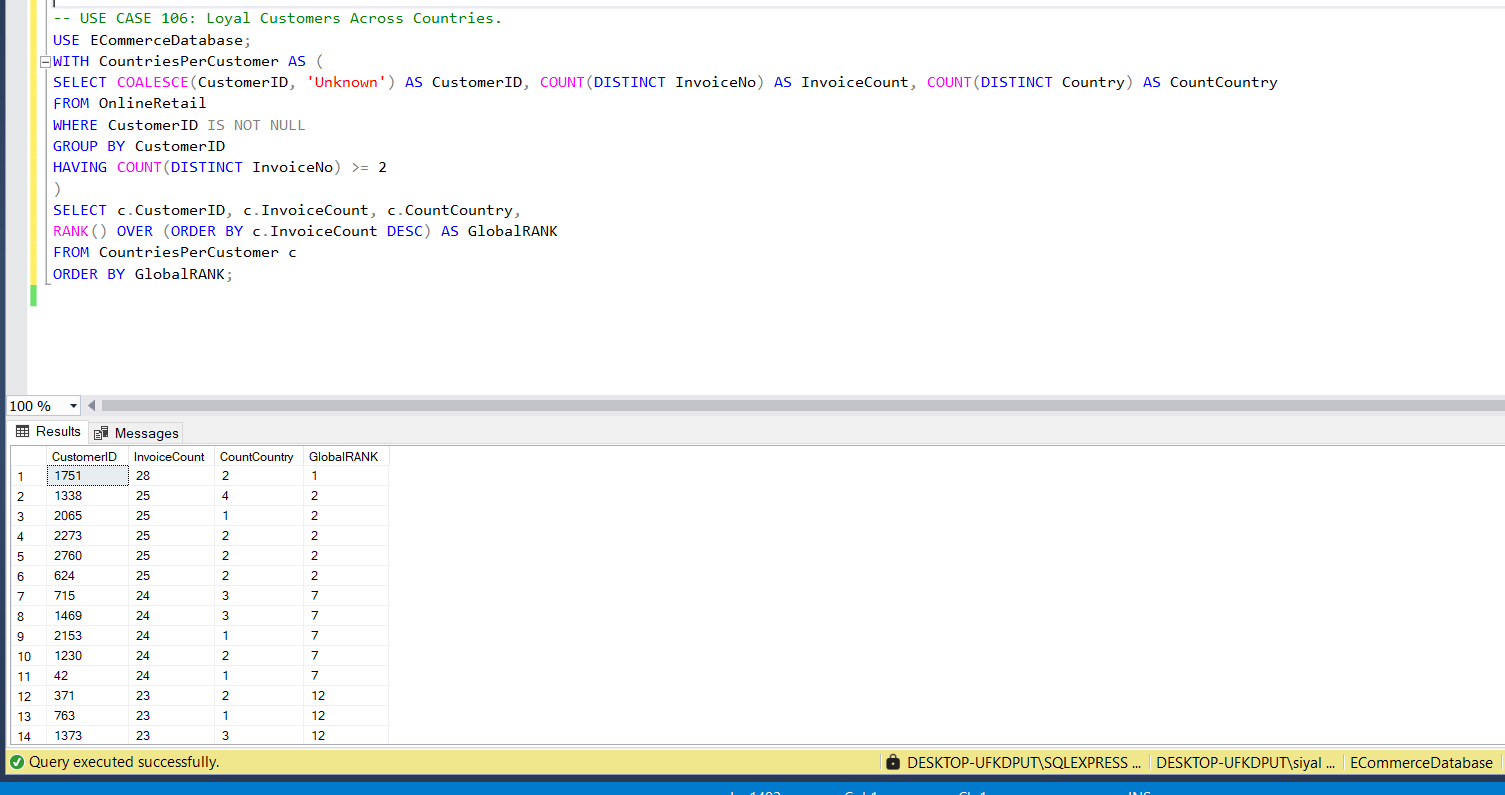 -- USE CASE 106: Loyal Customers Across Countries.
USE ECommerceDatabase;
WITH CountriesPerCustomer AS (
SELECT COALESCE(CustomerID, 'Unknown') AS CustomerID, COUNT(DISTINCT InvoiceNo) AS InvoiceCount, COUNT(DISTINCT Country) AS CountCountry
FROM OnlineRetail
WHERE CustomerID IS NOT NULL
GROUP BY CustomerID
HAVING COUNT(DISTINCT InvoiceNo) >= 2
)
SELECT c.CustomerID, c.InvoiceCount, c.CountCountry,
RANK() OVER (ORDER BY c.InvoiceCount DESC) AS GlobalRANK
FROM CountriesPerCustomer c
ORDER BY GlobalRANK;
100 %
Results Messages
CustomerID InvoiceCount CountCountry GlobalRANK
1 1751 28 2 1
2 1338 25 4 2
3 2065 25 1 2
4 2273 25 2 2
5 2760 25 2 2
6 624 25 2 2
7 715 24 3 7
8 1469 24 3 7
9 2153 24 1 7
10 1230 24 2 7
11 42 24 1 7
12 371 23 2 12
13 763 23 1 12
14 1373 23 3 12
Query executed successfully. DESKTOP-UFKDPUT\SQLEXPRESS ... DESKTOP-UFKDPUT\siyal ... ECommerceDatabase